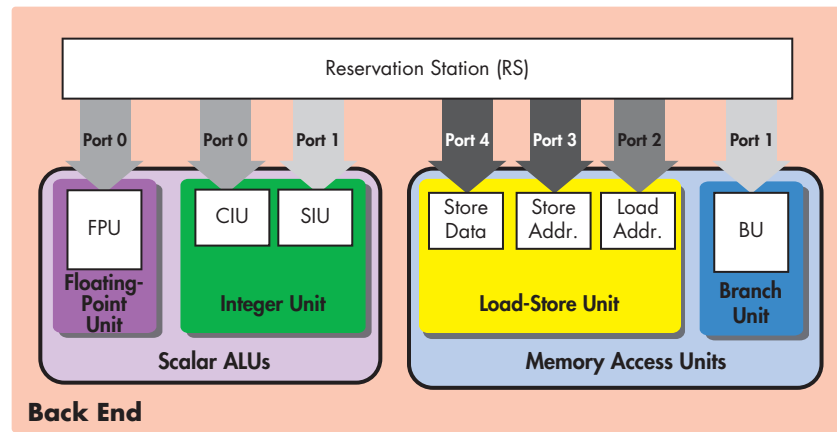 Reservation Station (RS)
Port 0
Port 0
Port 1
Port 4
Port 3
Port 2
Port 1
FPU
CIU
SIU
Store
Data
Store
Addr.
Load
Addr.
BU
Floating-
Point
Unit
Integer Unit
Load-Store Unit
Branch
Unit
Scalar ALUs
Memory Access Units
Back End